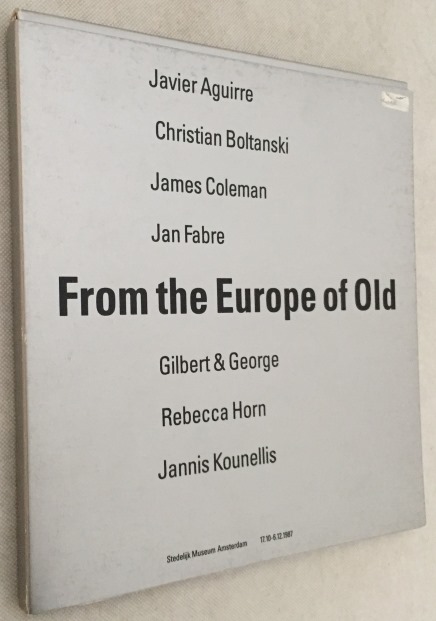 Javier Aguirre
Christian Boltanski
James Coleman
Jan Fabre
From the Europe of Old
Gilbert & George
Rebecca Horn
Jannis Kounellis
Stedelijk Museum Amsterdam 17.10-6.12.1987